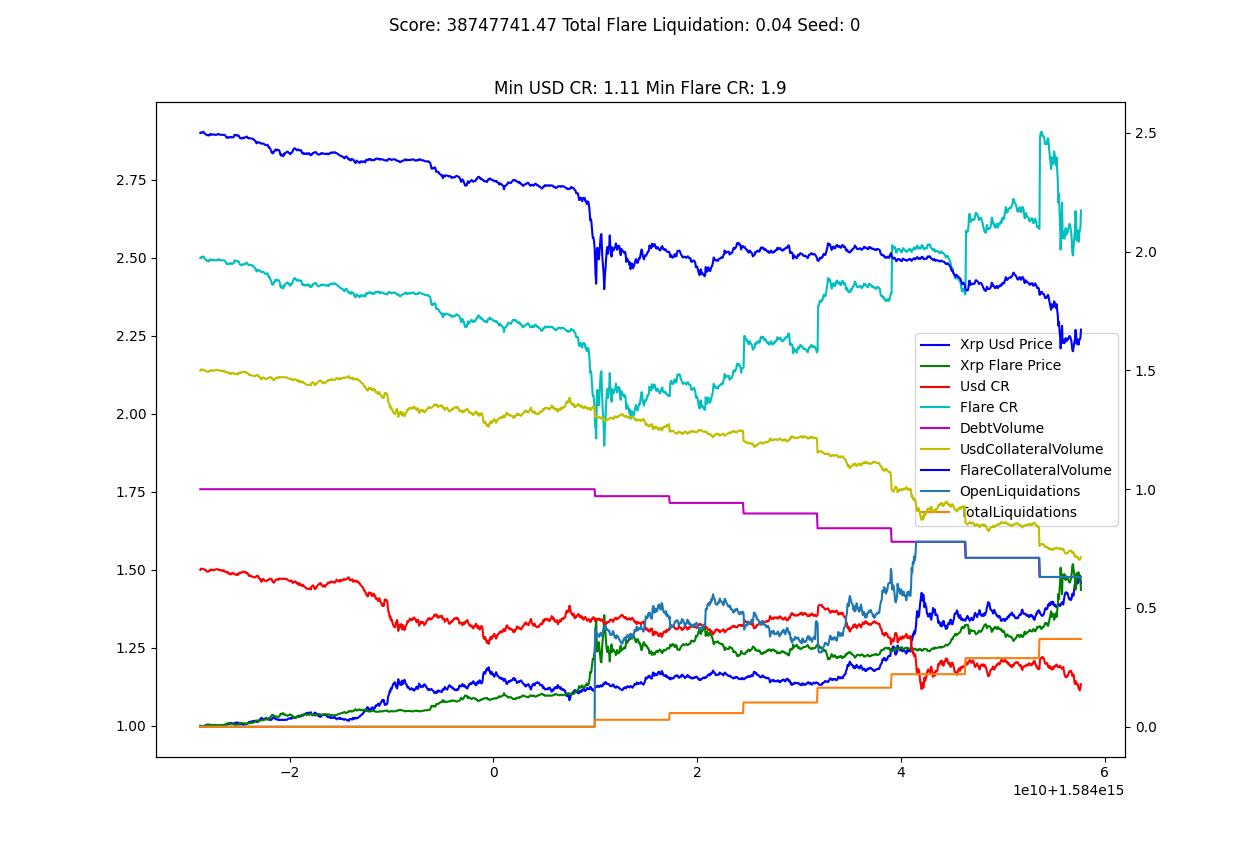 Score: 38747741.47 Total Flare Liquidation: 0.04 Seed: 0
Min USD CR: 1.11 Min Flare CR: 1.9
2.75
2.50
2.25
2.00
1.75
1.50
1.25
1.00
2.5
2.0
1.5
1.0
0.5
0.0
Xrp Usd Price
Xrp Flare Price
Usd CR
Flare CR
DebtVolume
UsdCollateralVolume
FlareCollateralVolume
OpenLiquidations
TotalLiquidations
−2 0 2 4 6
1e10+1.584e15